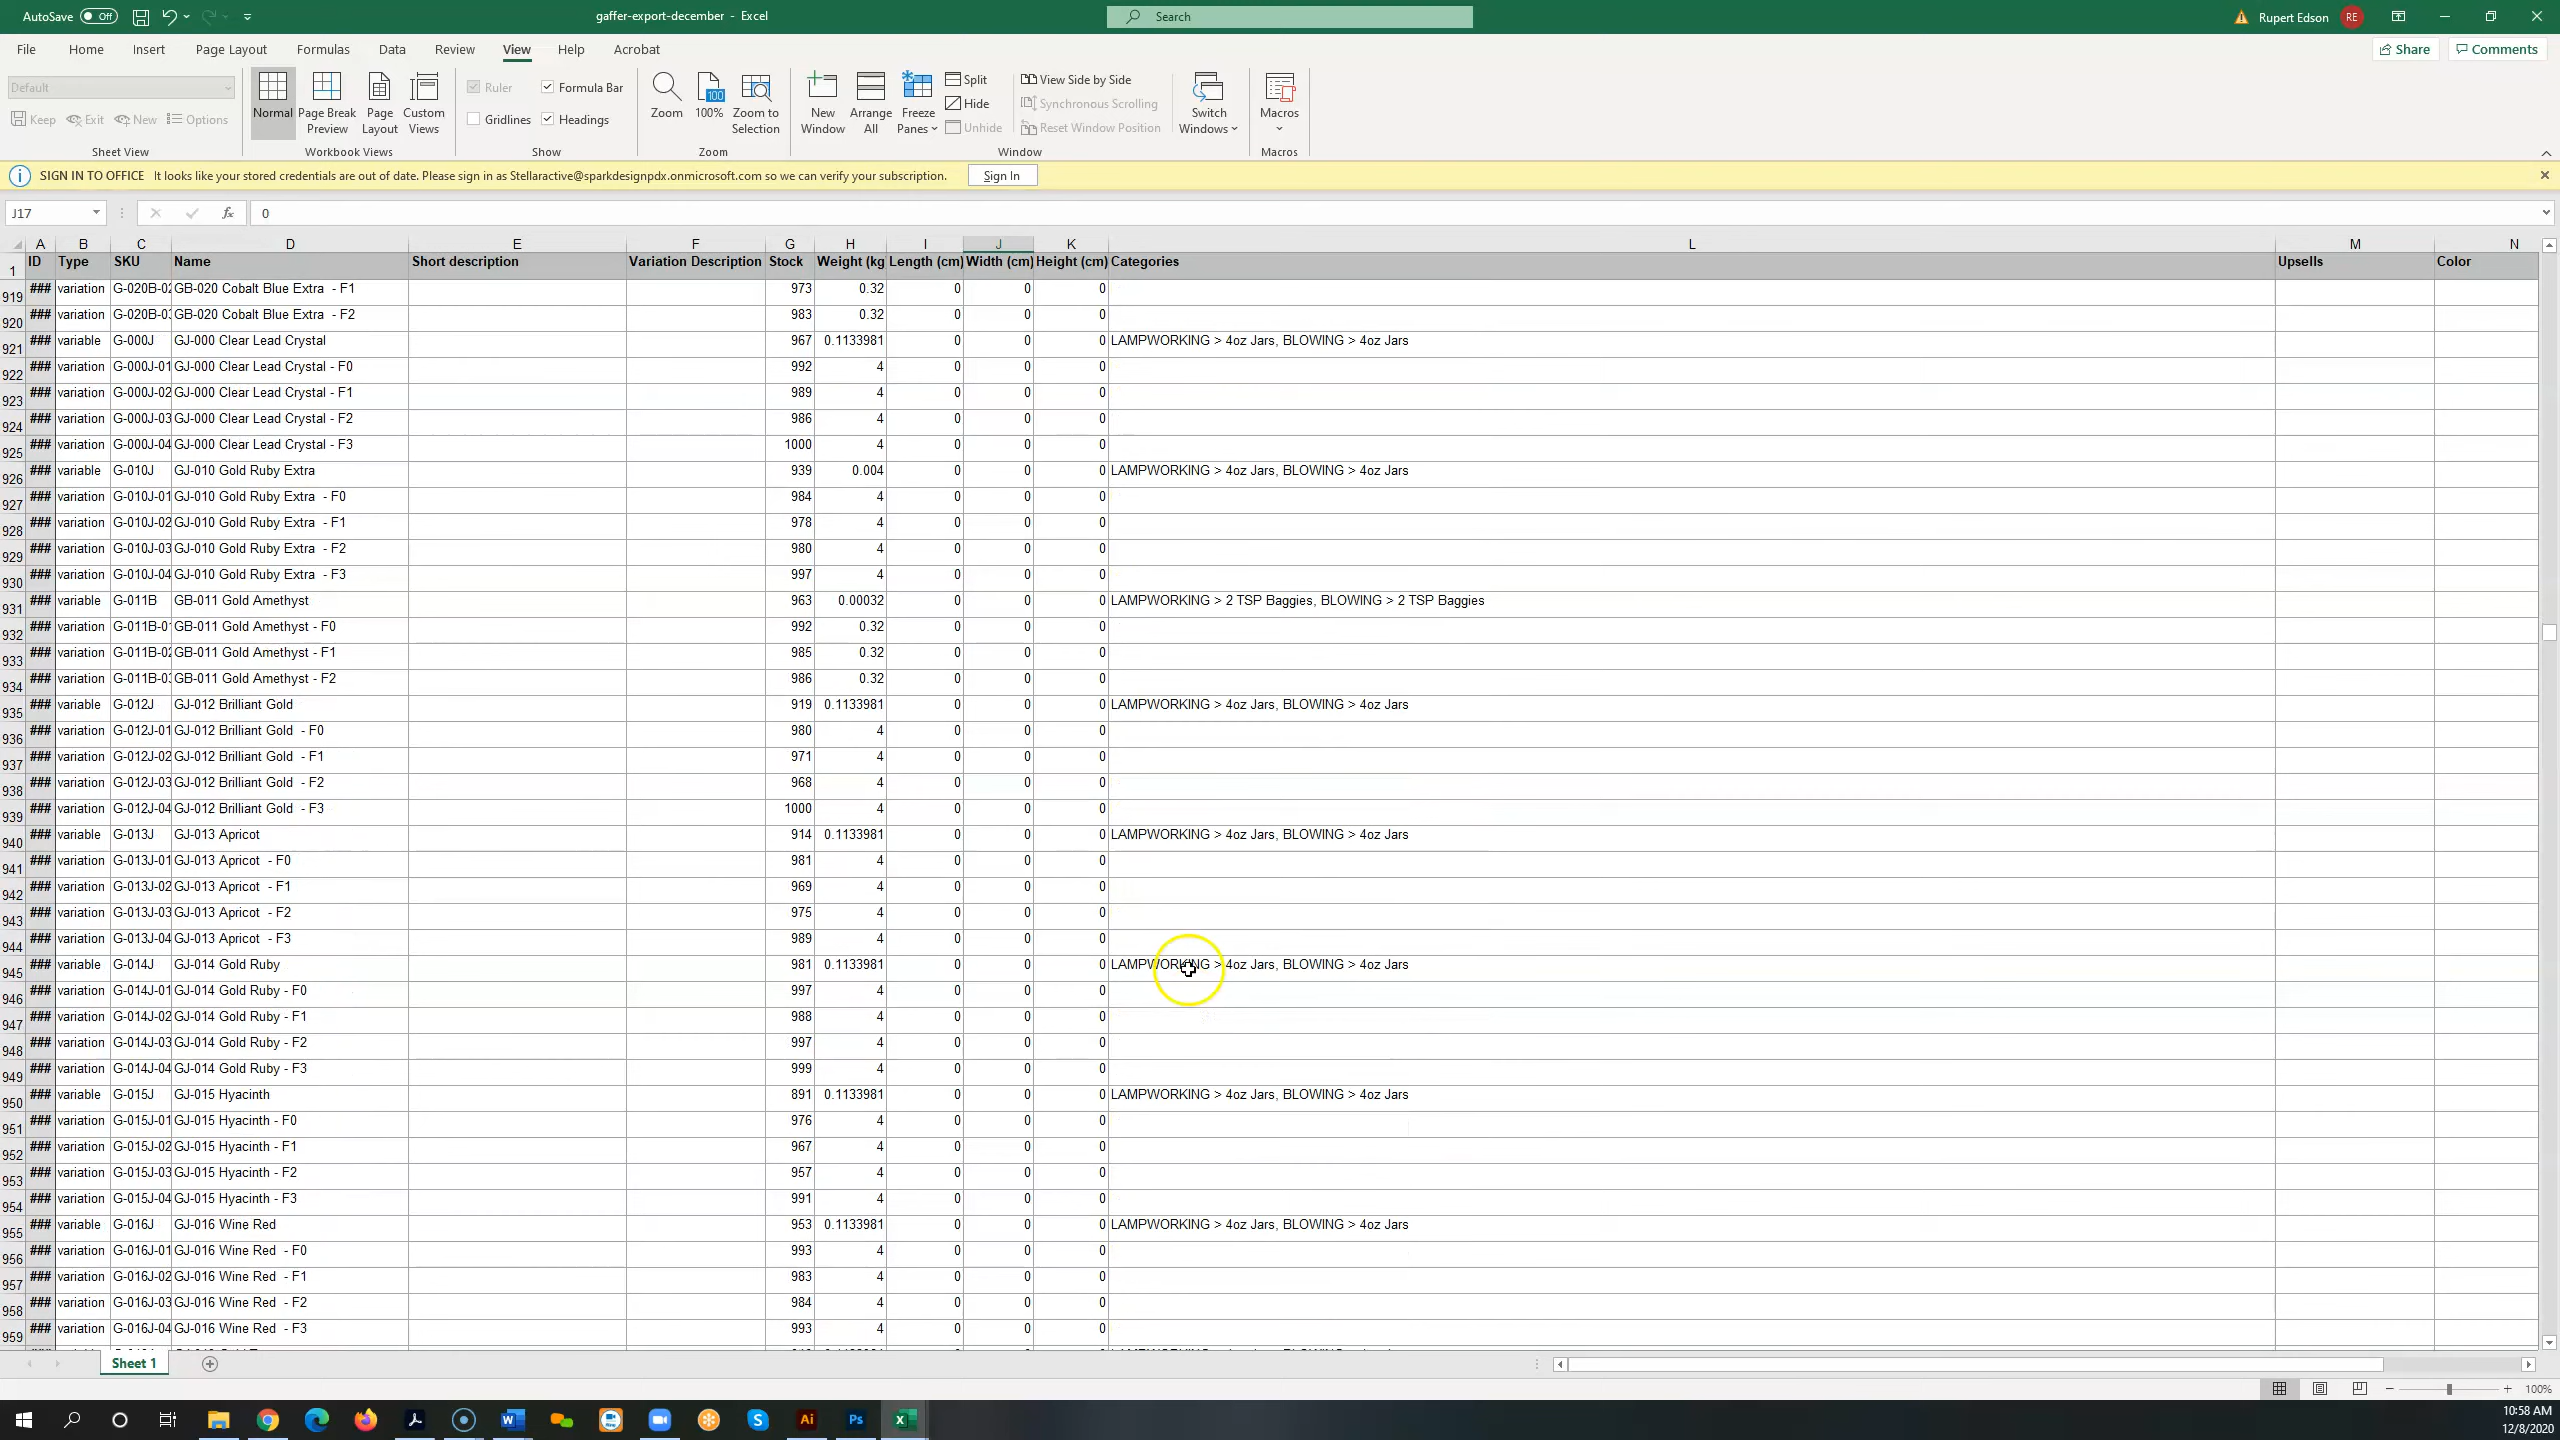 AutoSave Off gaffer-export-december - Excel Search Rupert Edson RE
File Home Insert Page Layout Formulas Data Review View Help Acrobat Share Comments
Default
Keep Exit New Options
Sheet View
Normal Page Break Preview Page Layout Custom Views
Workbook Views
Ruler Formula Bar
Gridlines Headings
Show
Zoom 100 100% Zoom to Selection
Zoom
New Window Arrange All Freeze Panes Split Hide Unhide View Side by Side Synchronous Scrolling Reset Window Position Switch Windows
Window
Macros
Macros
SIGN IN TO OFFICE It looks like your stored credentials are out of date. Please sign in as Stellaractive@sparkdesignpdx.onmicrosoft.com so we can verify your subscription. Sign In
J17 fx 0
A B C D E F G H I J K L M N
1 ID Type SKU Name Short description Variation Description Stock Weight (kg Length (cm) Width (cm) Height (cm) Categories Upsells Color
919 ### variation G-020B-02 GB-020 Cobalt Blue Extra - F1 973 0.32 0 0 0
920 ### variation G-020B-03 GB-020 Cobalt Blue Extra - F2 983 0.32 0 0 0
921 ### variable G-000J GJ-000 Clear Lead Crystal 967 0.1133981 0 0 0 LAMPWORKING > 4oz Jars, BLOWING > 4oz Jars
922 ### variation G-000J-01 GJ-000 Clear Lead Crystal - F0 992 4 0 0 0
923 ### variation G-000J-02 GJ-000 Clear Lead Crystal - F1 989 4 0 0 0
924 ### variation G-000J-03 GJ-000 Clear Lead Crystal - F2 986 4 0 0 0
925 ### variation G-000J-04 GJ-000 Clear Lead Crystal - F3 1000 4 0 0 0
926 ### variable G-010J GJ-010 Gold Ruby Extra 939 0.004 0 0 0 LAMPWORKING > 4oz Jars, BLOWING > 4oz Jars
927 ### variation G-010J-01 GJ-010 Gold Ruby Extra - F0 984 4 0 0 0
928 ### variation G-010J-02 GJ-010 Gold Ruby Extra - F1 978 4 0 0 0
929 ### variation G-010J-03 GJ-010 Gold Ruby Extra - F2 980 4 0 0 0
930 ### variation G-010J-04 GJ-010 Gold Ruby Extra - F3 997 4 0 0 0
931 ### variable G-011B GB-011 Gold Amethyst 963 0.00032 0 0 0 LAMPWORKING > 2 TSP Baggies, BLOWING > 2 TSP Baggies
932 ### variation G-011B-01 GB-011 Gold Amethyst - F0 992 0.32 0 0 0
933 ### variation G-011B-02 GB-011 Gold Amethyst - F1 985 0.32 0 0 0
934 ### variation G-011B-03 GB-011 Gold Amethyst - F2 986 0.32 0 0 0
935 ### variable G-012J GJ-012 Brilliant Gold 919 0.1133981 0 0 0 LAMPWORKING > 4oz Jars, BLOWING > 4oz Jars
936 ### variation G-012J-01 GJ-012 Brilliant Gold - F0 980 4 0 0 0
937 ### variation G-012J-02 GJ-012 Brilliant Gold - F1 971 4 0 0 0
938 ### variation G-012J-03 GJ-012 Brilliant Gold - F2 968 4 0 0 0
939 ### variation G-012J-04 GJ-012 Brilliant Gold - F3 1000 4 0 0 0
940 ### variable G-013J GJ-013 Apricot 914 0.1133981 0 0 0 LAMPWORKING > 4oz Jars, BLOWING > 4oz Jars
941 ### variation G-013J-01 GJ-013 Apricot - F0 981 4 0 0 0
942 ### variation G-013J-02 GJ-013 Apricot - F1 969 4 0 0 0
943 ### variation G-013J-03 GJ-013 Apricot - F2 975 4 0 0 0
944 ### variation G-013J-04 GJ-013 Apricot - F3 989 4 0 0 0
945 ### variable G-014J GJ-014 Gold Ruby 981 0.1133981 0 0 0 LAMPWORKING > 4oz Jars, BLOWING > 4oz Jars
946 ### variation G-014J-01 GJ-014 Gold Ruby - F0 997 4 0 0 0
947 ### variation G-014J-02 GJ-014 Gold Ruby - F1 988 4 0 0 0
948 ### variation G-014J-03 GJ-014 Gold Ruby - F2 997 4 0 0 0
949 ### variation G-014J-04 GJ-014 Gold Ruby - F3 999 4 0 0 0
950 ### variable G-015J GJ-015 Hyacinth 891 0.1133981 0 0 0 LAMPWORKING > 4oz Jars, BLOWING > 4oz Jars
951 ### variation G-015J-01 GJ-015 Hyacinth - F0 976 4 0 0 0
952 ### variation G-015J-02 GJ-015 Hyacinth - F1 967 4 0 0 0
953 ### variation G-015J-03 GJ-015 Hyacinth - F2 957 4 0 0 0
954 ### variation G-015J-04 GJ-015 Hyacinth - F3 991 4 0 0 0
955 ### variable G-016J GJ-016 Wine Red 953 0.1133981 0 0 0 LAMPWORKING > 4oz Jars, BLOWING > 4oz Jars
956 ### variation G-016J-01 GJ-016 Wine Red - F0 993 4 0 0 0
957 ### variation G-016J-02 GJ-016 Wine Red - F1 983 4 0 0 0
958 ### variation G-016J-03 GJ-016 Wine Red - F2 984 4 0 0 0
959 ### variation G-016J-04 GJ-016 Wine Red - F3 993 4 0 0 0
Sheet 1
100%
10:58 AM
12/8/2020